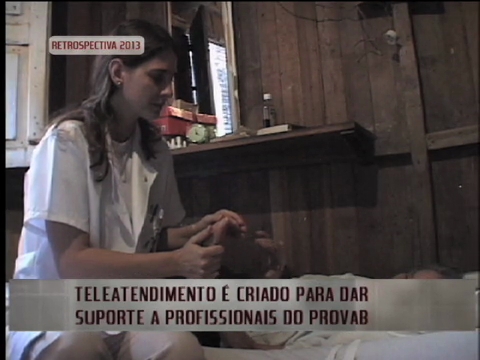 RETROSPECTIVA 2013
TELEATENDIMENTO É CRIADO PARA DAR
SUPORTE A PROFISSIONAIS DO PROVAB